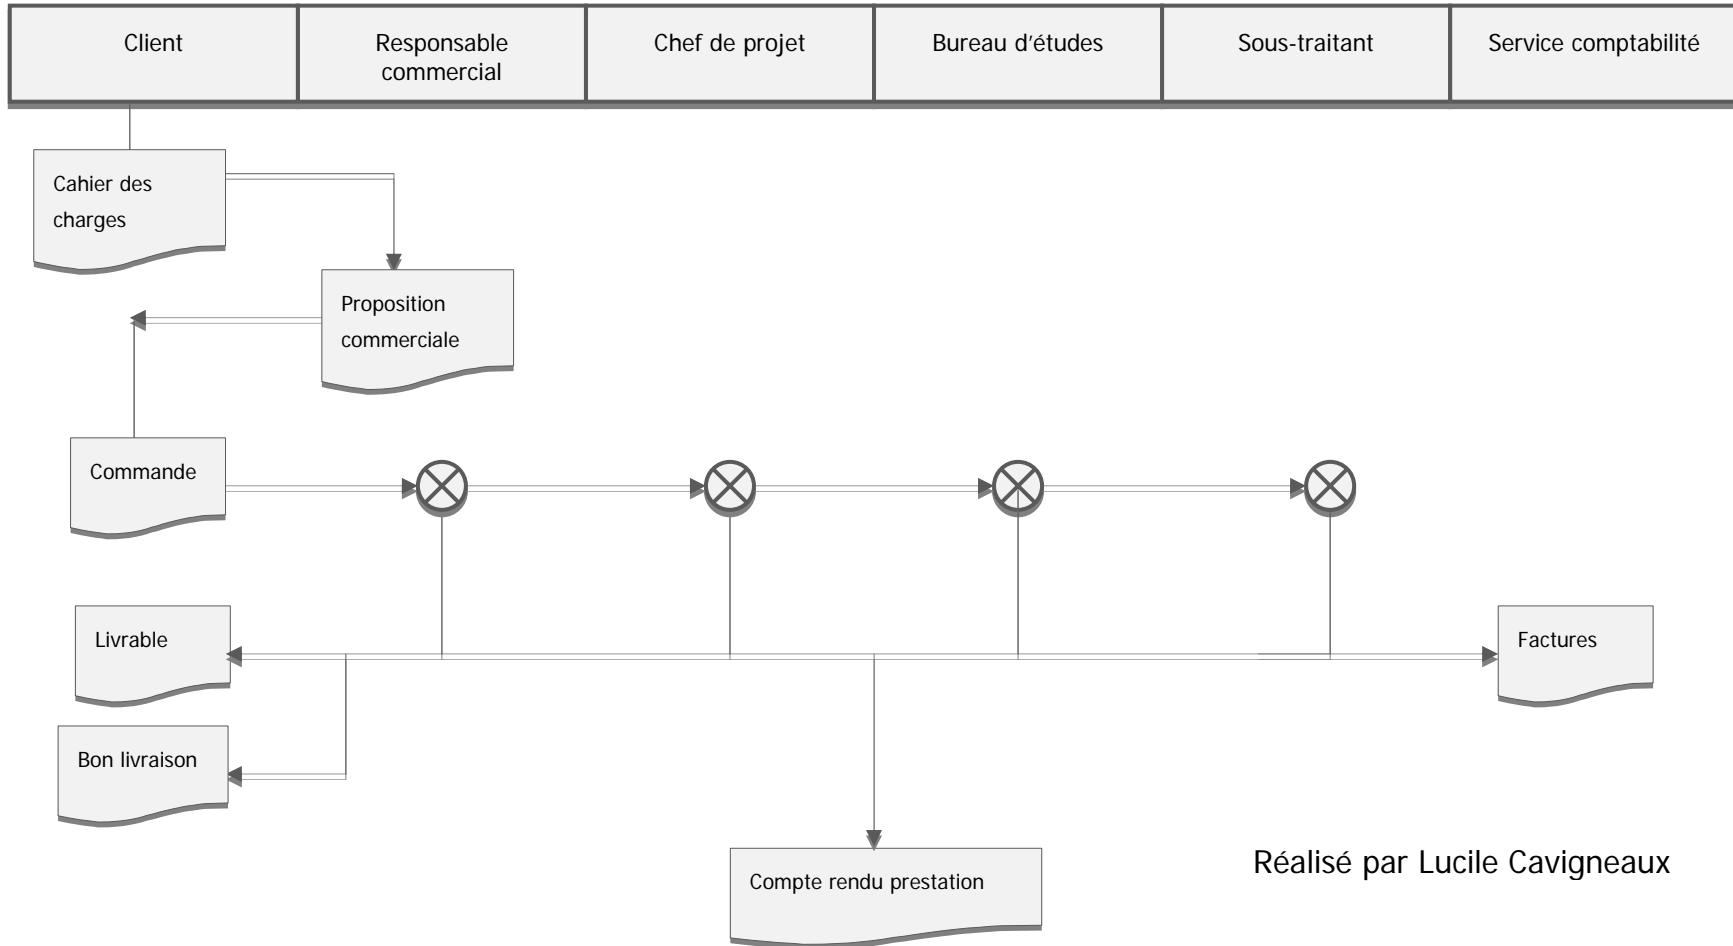 Client
Responsable
commercial
Chef de projet
Bureau d'études
Sous-traitant
Service comptabilité
Cahier des
charges
Proposition
commerciale
Commande
Livrable
Factures
Bon livraison
Compte rendu prestation
Réalisé par Lucile Cavigneaux